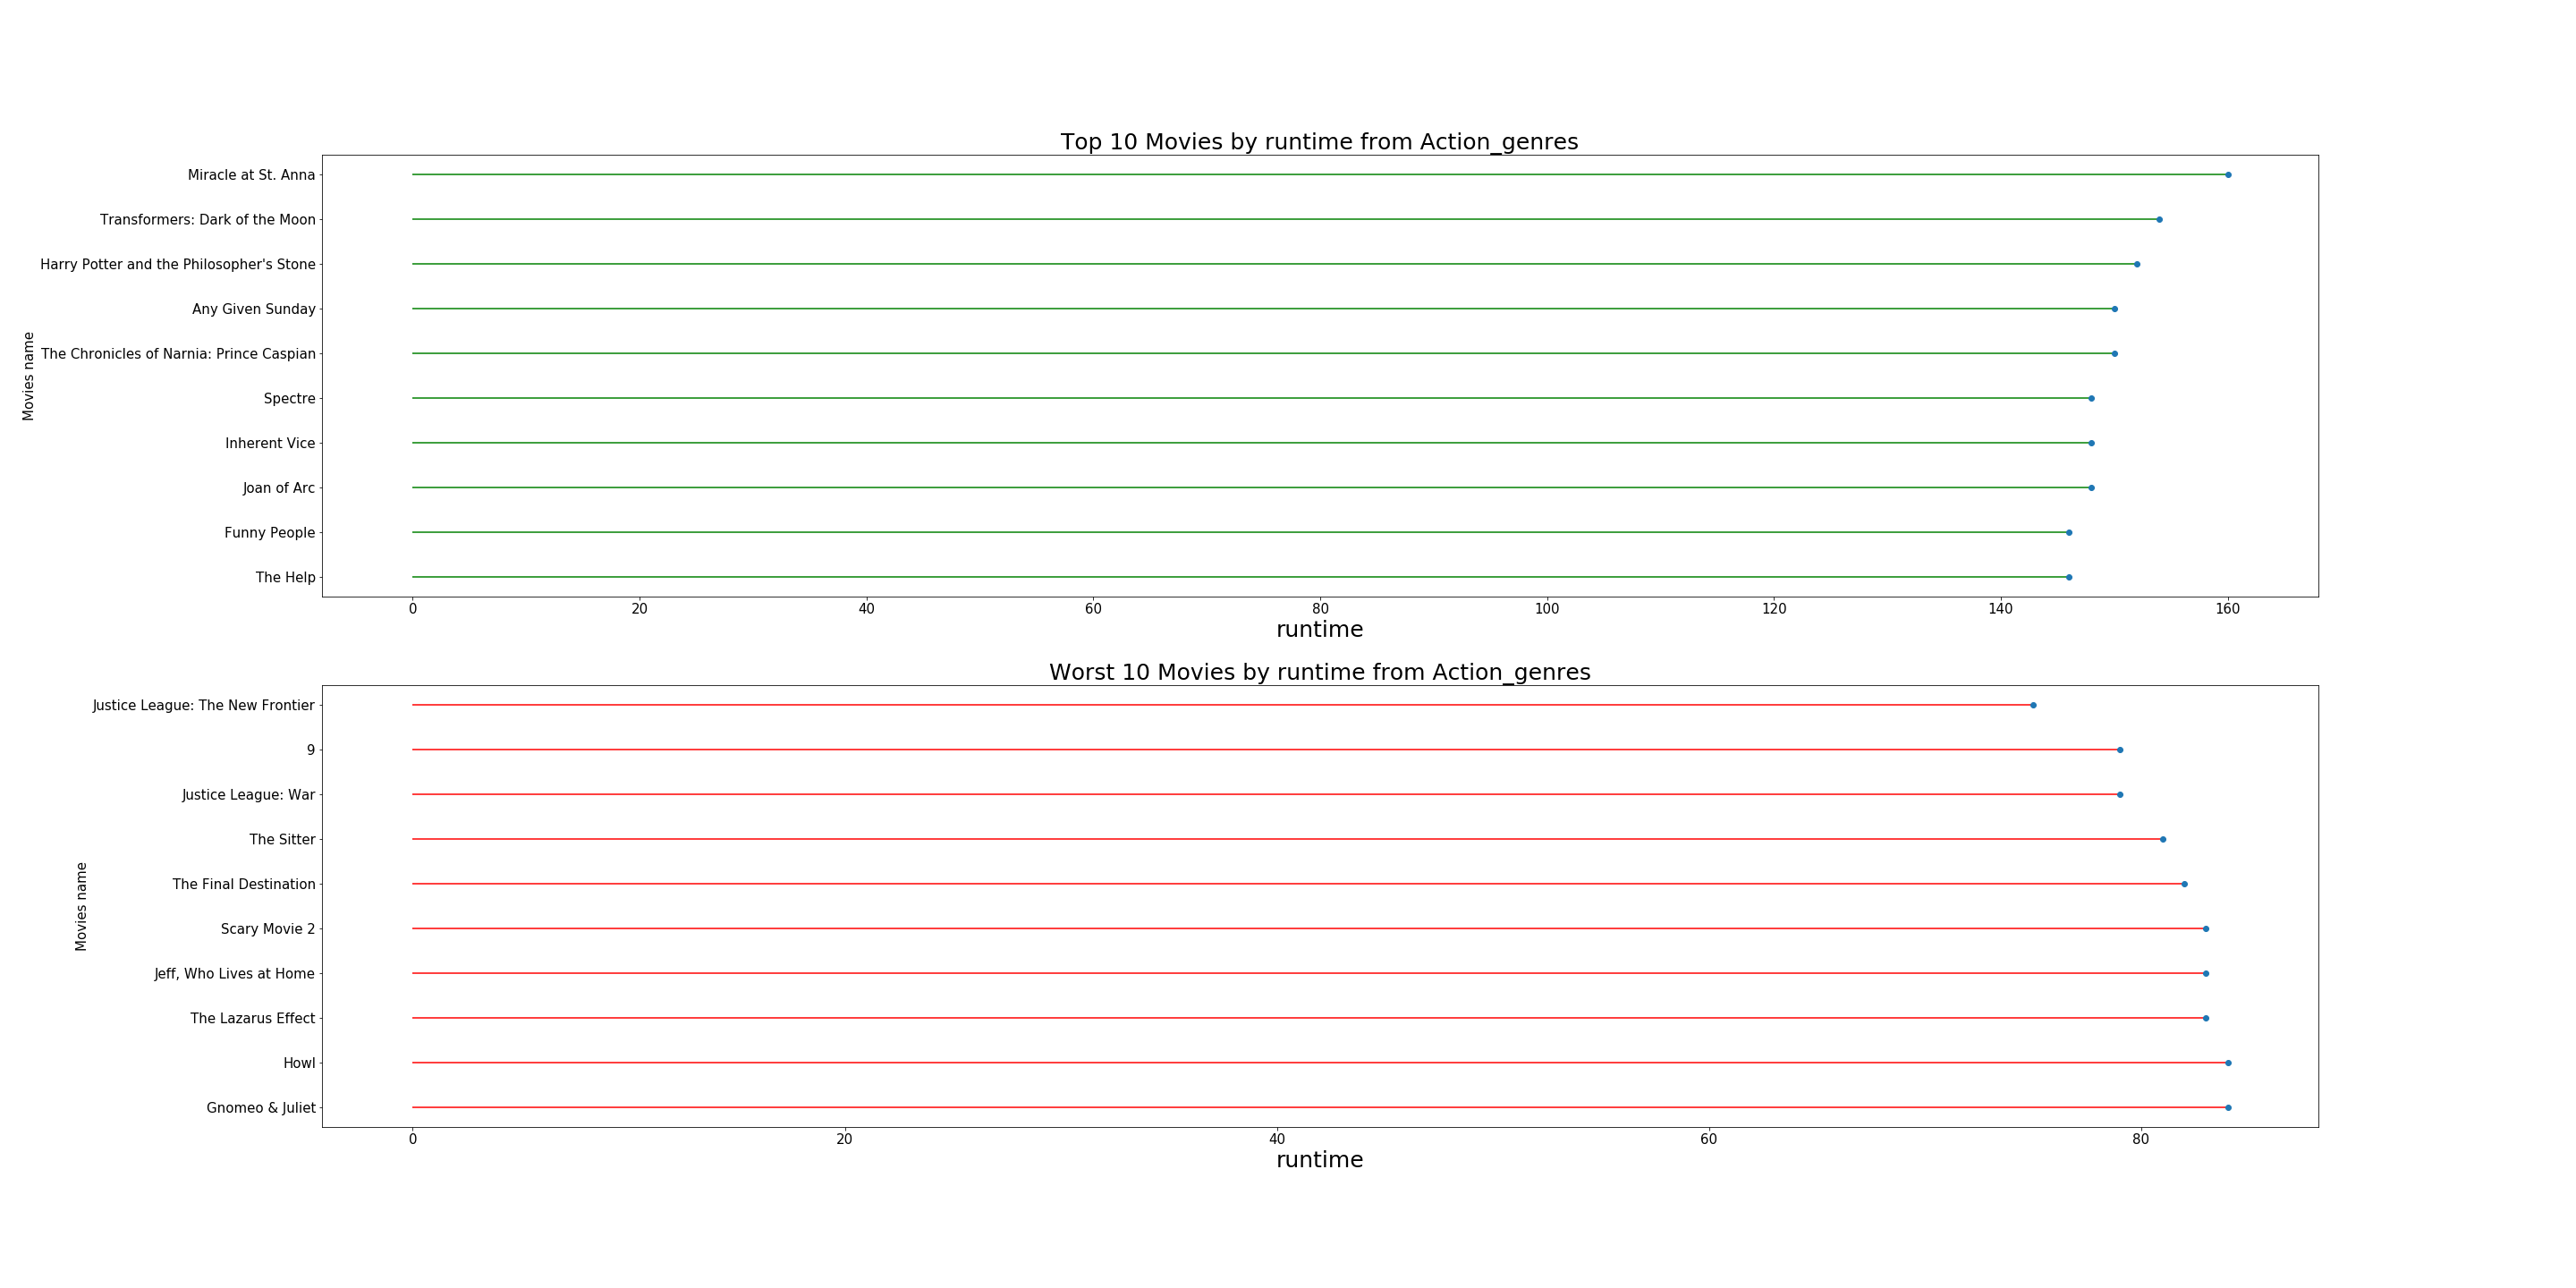 Top 10 Movies by runtime from Action_genres
Movies name
Miracle at St. Anna
Transformers: Dark of the Moon
Harry Potter and the Philosopher's Stone
Any Given Sunday
The Chronicles of Narnia: Prince Caspian
Spectre
Inherent Vice
Joan of Arc
Funny People
The Help
0 20 40 60 80 100 120 140 160
runtime
Worst 10 Movies by runtime from Action_genres
Movies name
Justice League: The New Frontier
9
Justice League: War
The Sitter
The Final Destination
Scary Movie 2
Jeff, Who Lives at Home
The Lazarus Effect
Howl
Gnomeo & Juliet
0 20 40 60 80
runtime